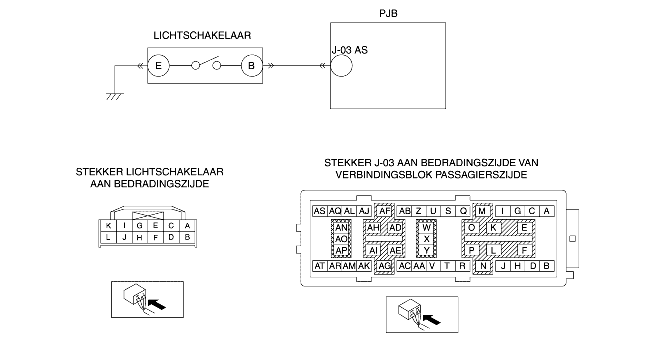 PJB
LICHTSCHAKELAAR
J-03 AS
E B
STEKKER LICHTSCHAKELAAR
AAN BEDRADINGSZIJDE
K I G E C A
L J H F D B
STEKKER J-03 AAN BEDRADINGSZIJDE VAN
VERBINDINGSBLOK PASSAGIERSZIJDE
AS AQ AL AJ AF AB Z U S Q M I G C A
AN AH AD W O K E
AO X
AP AI AE Y P L F
AT AR AM AK AG AC AA V T R N J H D B